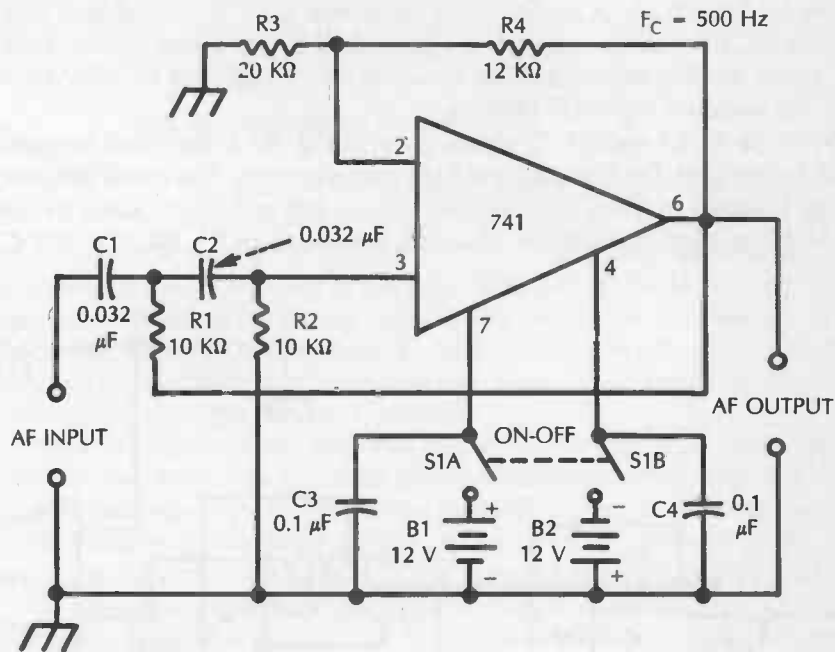 R3
20 KΩ
R4
12 KΩ
F_C = 500 Hz
2
741
6
3
4
7
C1
0.032
µF
C2
0.032 µF
R1
10 KΩ
R2
10 KΩ
AF INPUT
AF OUTPUT
ON-OFF
S1A
S1B
C3
0.1 µF
B1
12 V
+
−
B2
12 V
−
+
C4
0.1
µF